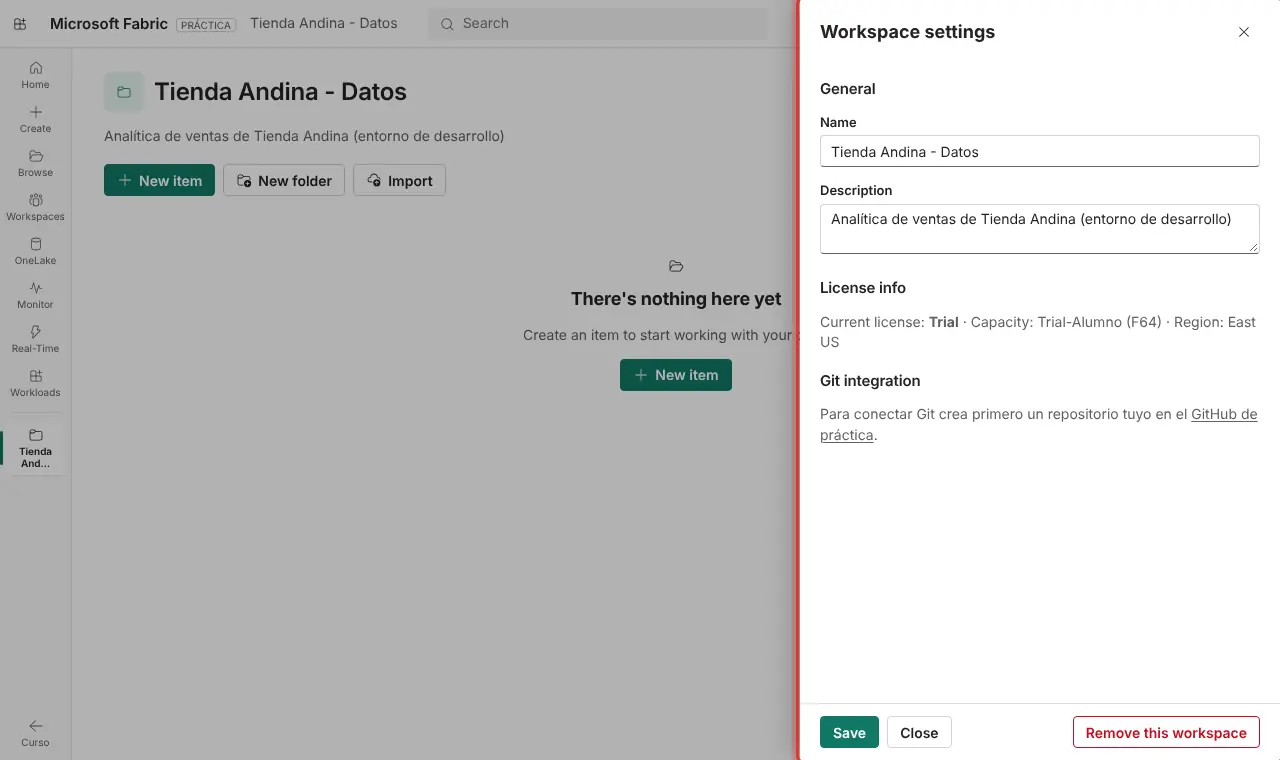 Microsoft Fabric PRÁCTICA Tienda Andina - Datos Search
Home
Create
Browse
Workspaces
OneLake
Monitor
Real-Time
Workloads
Tienda
And...
Curso
Tienda Andina - Datos
Analítica de ventas de Tienda Andina (entorno de desarrollo)
New item New folder Import
There's nothing here yet
Create an item to start working with your
New item
Workspace settings
General
Name
Tienda Andina - Datos
Description
Analítica de ventas de Tienda Andina (entorno de desarrollo)
License info
Current license: Trial · Capacity: Trial-Alumno (F64) · Region: East
US
Git integration
Para conectar Git crea primero un repositorio tuyo en el GitHub de
práctica.
Save Close Remove this workspace